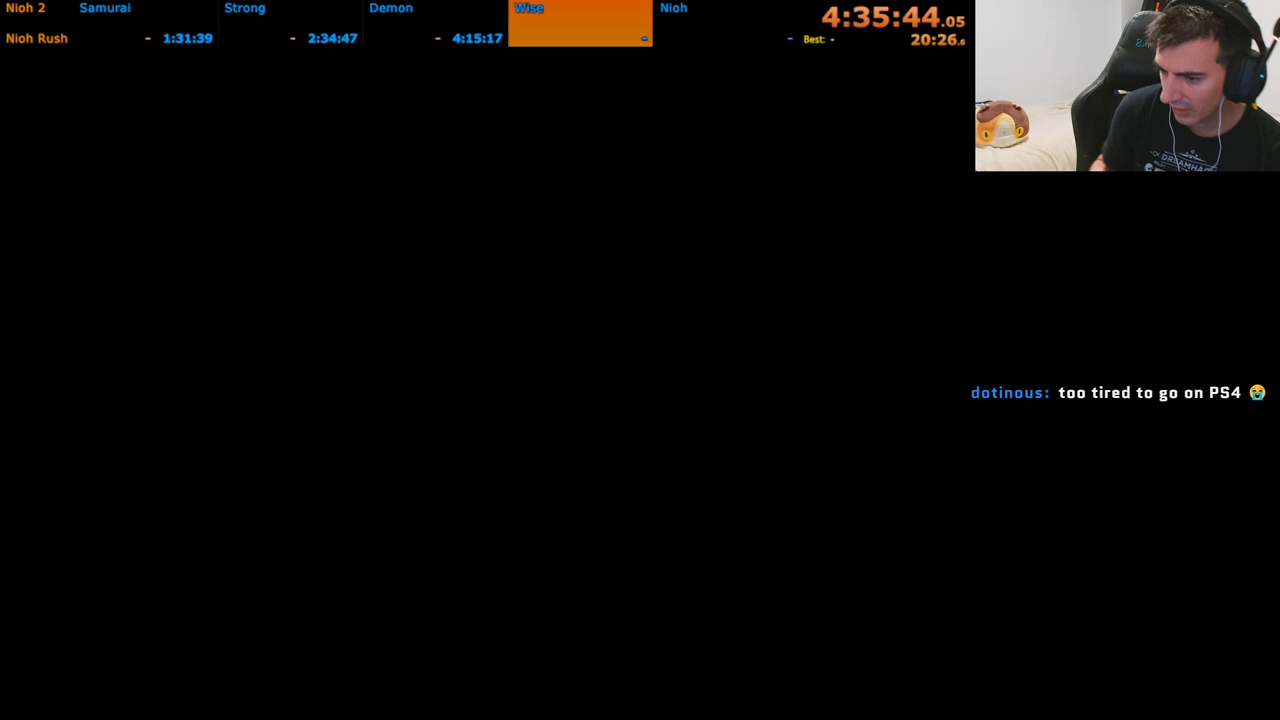 Nioh 2 Samurai Strong Demon Wise Nioh 4:35:44.05
Nioh Rush - 1:31:39 - 2:34:47 - 4:15:17 - - Best: - 20:26.6
DREAMHA
dotinous: too tired to go on PS4 😭